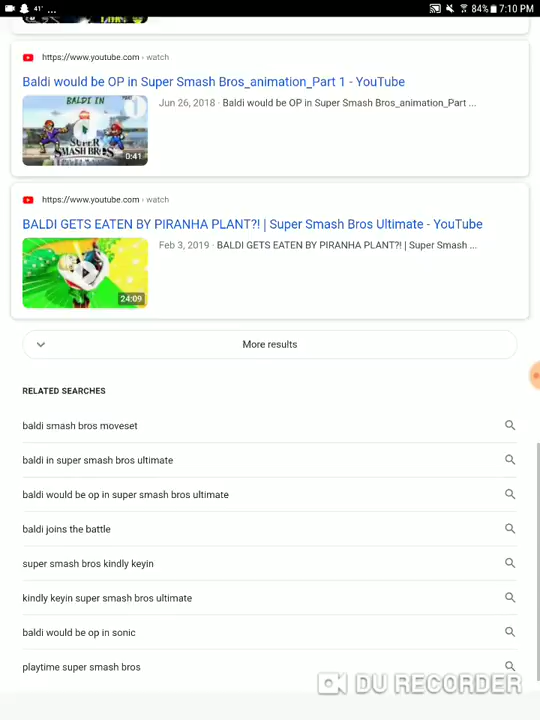 41°
...
84%
7:10 PM
https://www.youtube.com › watch
Baldi would be OP in Super Smash Bros_animation_Part 1 - YouTube
BALDI IN
SUPER
SMASH BROS
0:41
Jun 26, 2018 · Baldi would be OP in Super Smash Bros_animation_Part ...
https://www.youtube.com › watch
BALDI GETS EATEN BY PIRANHA PLANT?! | Super Smash Bros Ultimate - YouTube
24:09
Feb 3, 2019 · BALDI GETS EATEN BY PIRANHA PLANT?! | Super Smash ...
More results
RELATED SEARCHES
baldi smash bros moveset
baldi in super smash bros ultimate
baldi would be op in super smash bros ultimate
baldi joins the battle
super smash bros kindly keyin
kindly keyin super smash bros ultimate
baldi would be op in sonic
playtime super smash bros
DU RECORDER